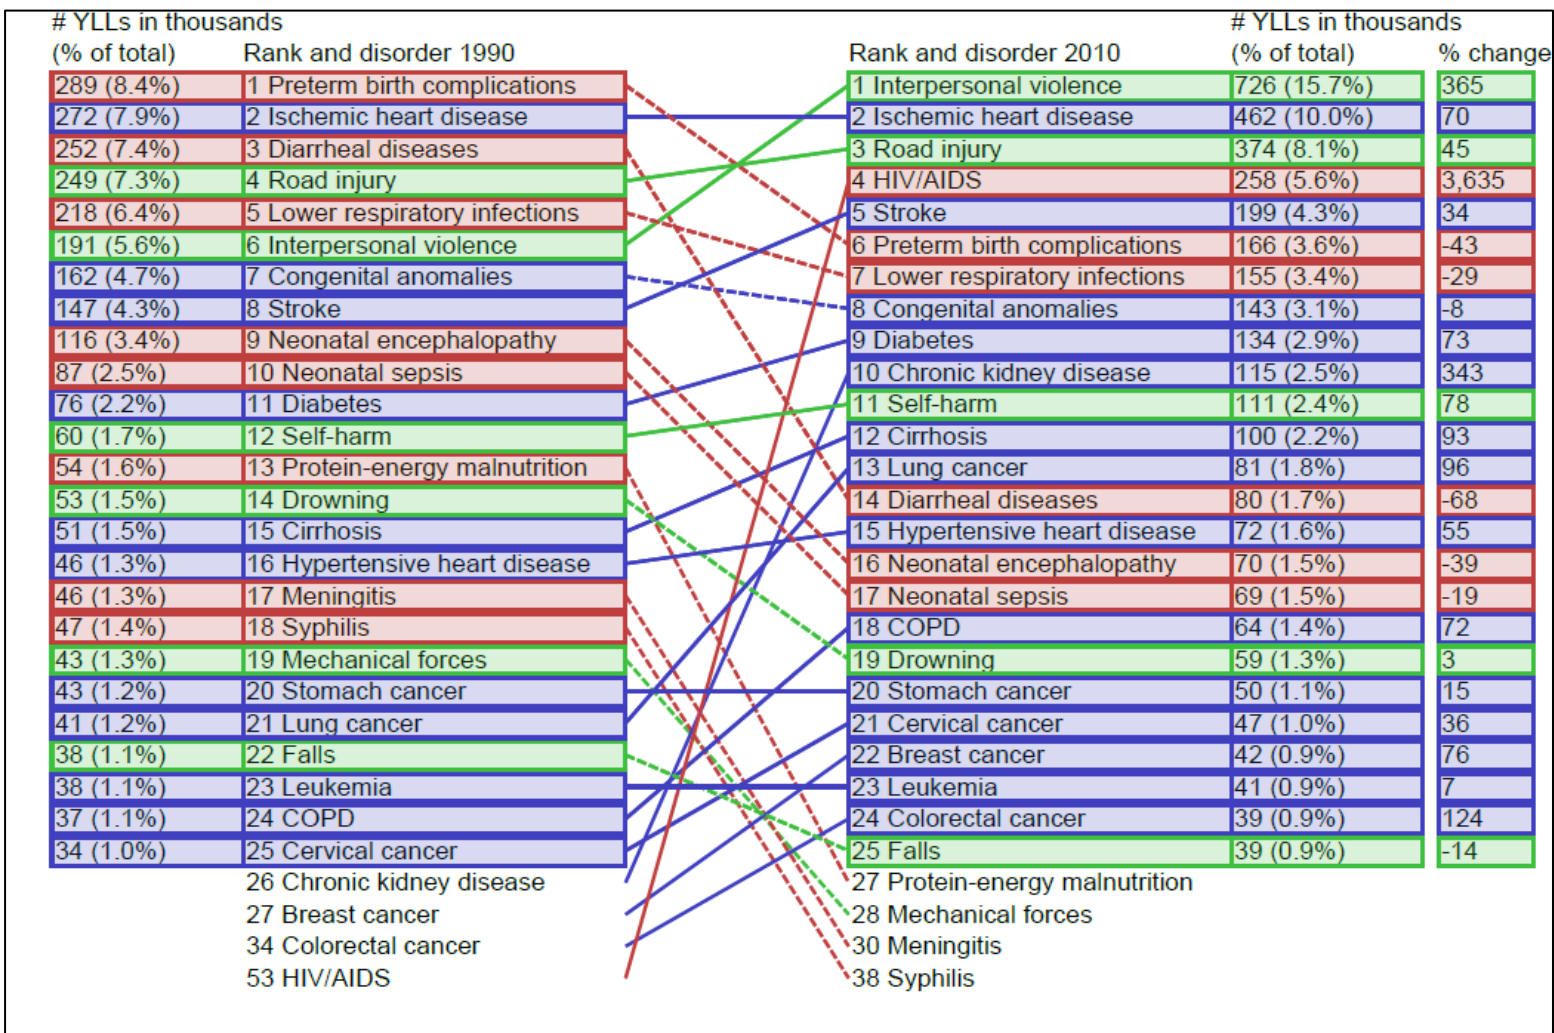 # YLLs in thousands # YLLs in thousands
(% of total) Rank and disorder 1990 Rank and disorder 2010 (% of total) % change
289 (8.4%) 1 Preterm birth complications 1 Interpersonal violence 726 (15.7%) 365
272 (7.9%) 2 Ischemic heart disease 2 Ischemic heart disease 462 (10.0%) 70
252 (7.4%) 3 Diarrheal diseases 3 Road injury 374 (8.1%) 45
249 (7.3%) 4 Road injury 4 HIV/AIDS 258 (5.6%) 3,635
218 (6.4%) 5 Lower respiratory infections 5 Stroke 199 (4.3%) 34
191 (5.6%) 6 Interpersonal violence 6 Preterm birth complications 166 (3.6%) -43
162 (4.7%) 7 Congenital anomalies 7 Lower respiratory infections 155 (3.4%) -29
147 (4.3%) 8 Stroke 8 Congenital anomalies 143 (3.1%) -8
116 (3.4%) 9 Neonatal encephalopathy 9 Diabetes 134 (2.9%) 73
87 (2.5%) 10 Neonatal sepsis 10 Chronic kidney disease 115 (2.5%) 343
76 (2.2%) 11 Diabetes 11 Self-harm 111 (2.4%) 78
60 (1.7%) 12 Self-harm 12 Cirrhosis 100 (2.2%) 93
54 (1.6%) 13 Protein-energy malnutrition 13 Lung cancer 81 (1.8%) 96
53 (1.5%) 14 Drowning 14 Diarrheal diseases 80 (1.7%) -68
51 (1.5%) 15 Cirrhosis 15 Hypertensive heart disease 72 (1.6%) 55
46 (1.3%) 16 Hypertensive heart disease 16 Neonatal encephalopathy 70 (1.5%) -39
46 (1.3%) 17 Meningitis 17 Neonatal sepsis 69 (1.5%) -19
47 (1.4%) 18 Syphilis 18 COPD 64 (1.4%) 72
43 (1.3%) 19 Mechanical forces 19 Drowning 59 (1.3%) 3
43 (1.2%) 20 Stomach cancer 20 Stomach cancer 50 (1.1%) 15
41 (1.2%) 21 Lung cancer 21 Cervical cancer 47 (1.0%) 36
38 (1.1%) 22 Falls 22 Breast cancer 42 (0.9%) 76
38 (1.1%) 23 Leukemia 23 Leukemia 41 (0.9%) 7
37 (1.1%) 24 COPD 24 Colorectal cancer 39 (0.9%) 124
34 (1.0%) 25 Cervical cancer 25 Falls 39 (0.9%) -14
26 Chronic kidney disease 27 Protein-energy malnutrition
27 Breast cancer 28 Mechanical forces
34 Colorectal cancer 30 Meningitis
53 HIV/AIDS 38 Syphilis